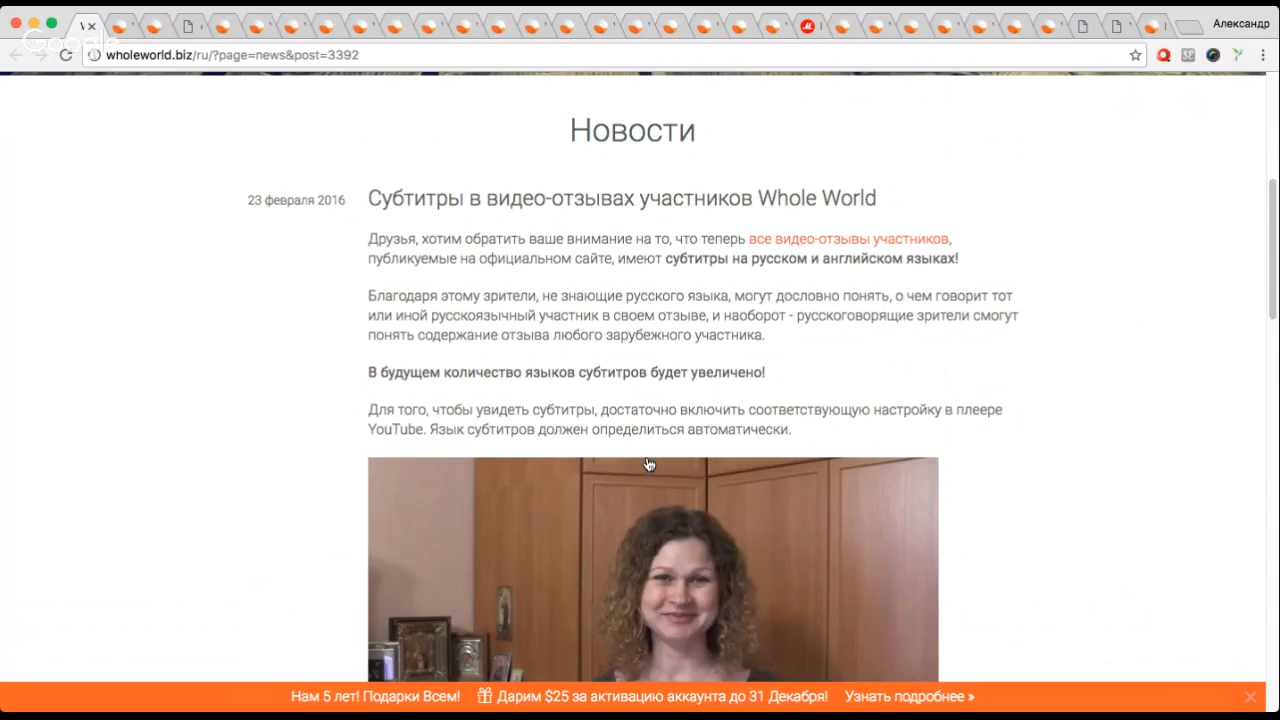 Александр
Google
wholeworld.biz/ru/?page=news&post=3392
Новости
23 февраля 2016
Субтитры в видео-отзывах участников Whole World
Друзья, хотим обратить ваше внимание на то, что теперь все видео-отзывы участников,
публикуемые на официальном сайте, имеют субтитры на русском и английском языках!
Благодаря этому зрители, не знающие русского языка, могут дословно понять, о чем говорит тот
или иной русскоязычный участник в своем отзыве, и наоборот - русскоговорящие зрители смогут
понять содержание отзыва любого зарубежного участника.
В будущем количество языков субтитров будет увеличено!
Для того, чтобы увидеть субтитры, достаточно включить соответствующую настройку в плеере
YouTube. Язык субтитров должен определиться автоматически.
Нам 5 лет! Подарки Всем! Дарим $25 за активацию аккаунта до 31 Декабря! Узнать подробнее »